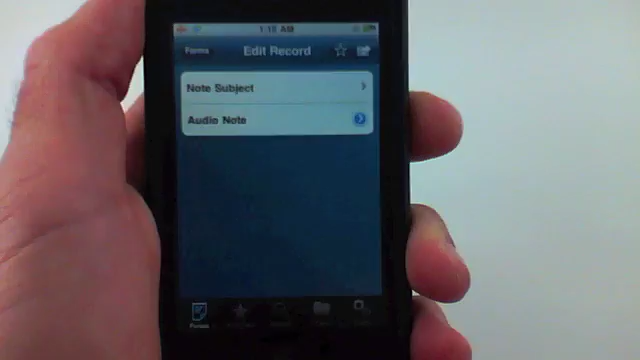 1:15 AM
Forms
Edit Record
Note Subject
Audio Note
Forms